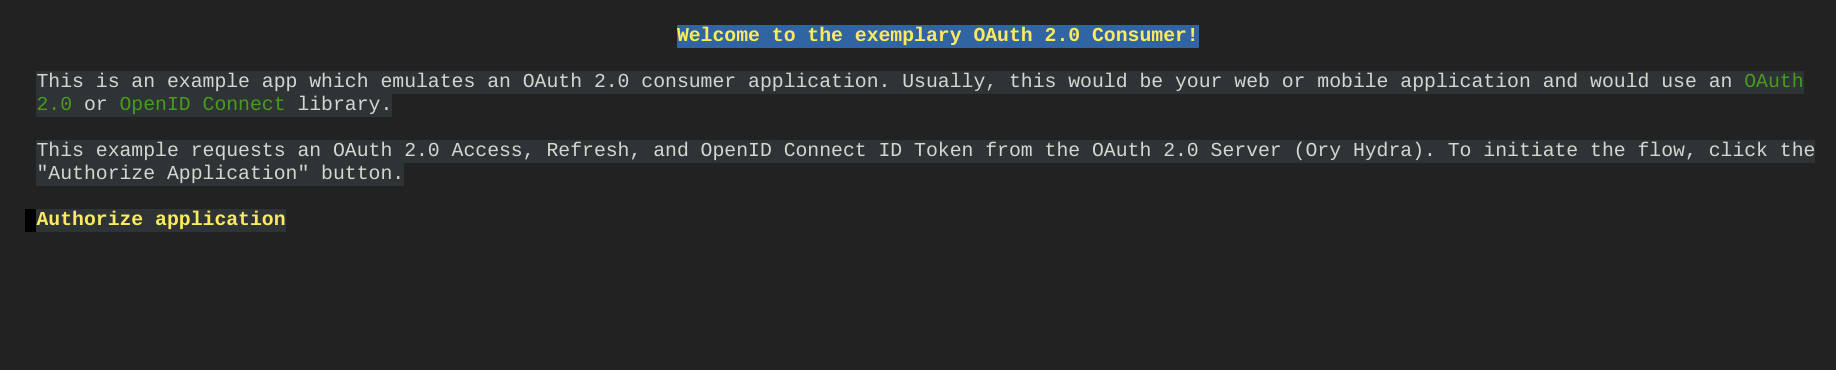 Welcome to the exemplary OAuth 2.0 Consumer!
This is an example app which emulates an OAuth 2.0 consumer application. Usually, this would be your web or mobile application and would use an OAuth
2.0 or OpenID Connect library.
This example requests an OAuth 2.0 Access, Refresh, and OpenID Connect ID Token from the OAuth 2.0 Server (Ory Hydra). To initiate the flow, click the
"Authorize Application" button.
Authorize application